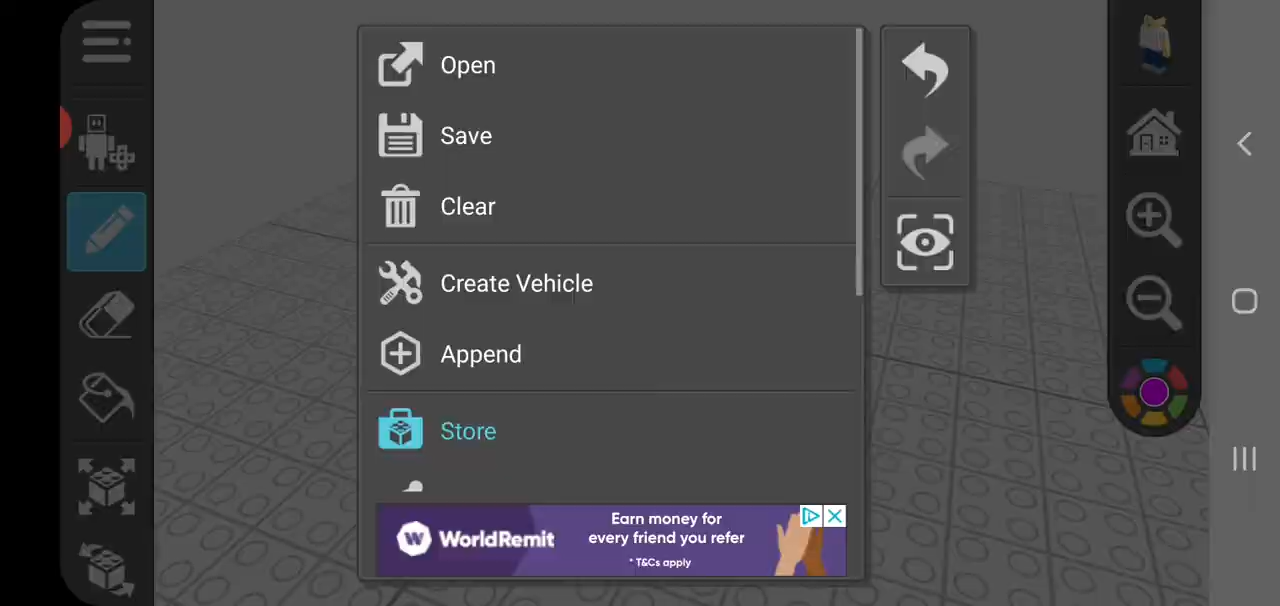 Open
Save
Clear
Create Vehicle
Append
Store
W WorldRemit
Earn money for
every friend you refer
* T&Cs apply